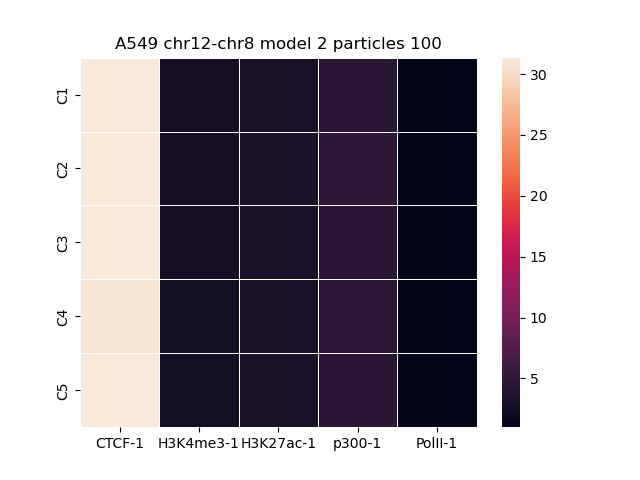 A549 chr12-chr8 model 2 particles 100
C1
C2
C3
C4
C5
CTCF-1 H3K4me3-1 H3K27ac-1 p300-1 PolII-1
30
25
20
15
10
5